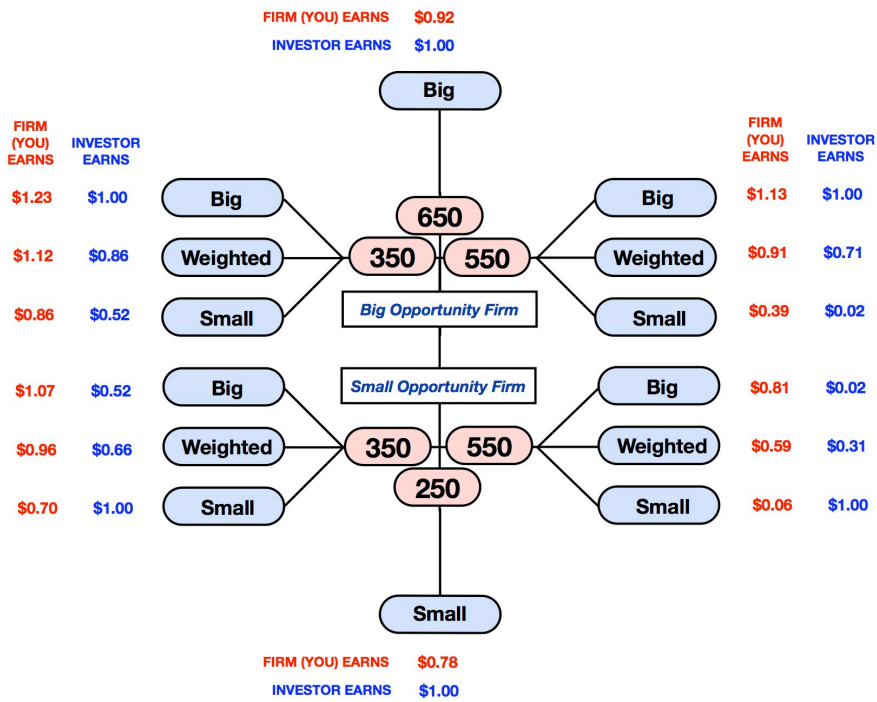 FIRM (YOU) EARNS $0.92
INVESTOR EARNS $1.00
Big
FIRM
(YOU)
EARNS
INVESTOR
EARNS
FIRM
(YOU)
EARNS
INVESTOR
EARNS
$1.23 $1.00 Big
650
Big $1.13 $1.00
$1.12 $0.86 Weighted 350 550 Weighted $0.91 $0.71
$0.86 $0.52 Small
Big Opportunity Firm
Small $0.39 $0.02
$1.07 $0.52 Big
Small Opportunity Firm
Big $0.81 $0.02
$0.96 $0.66 Weighted 350 550 Weighted $0.59 $0.31
250
$0.70 $1.00 Small
Small $0.06 $1.00
Small
FIRM (YOU) EARNS $0.78
INVESTOR EARNS $1.00